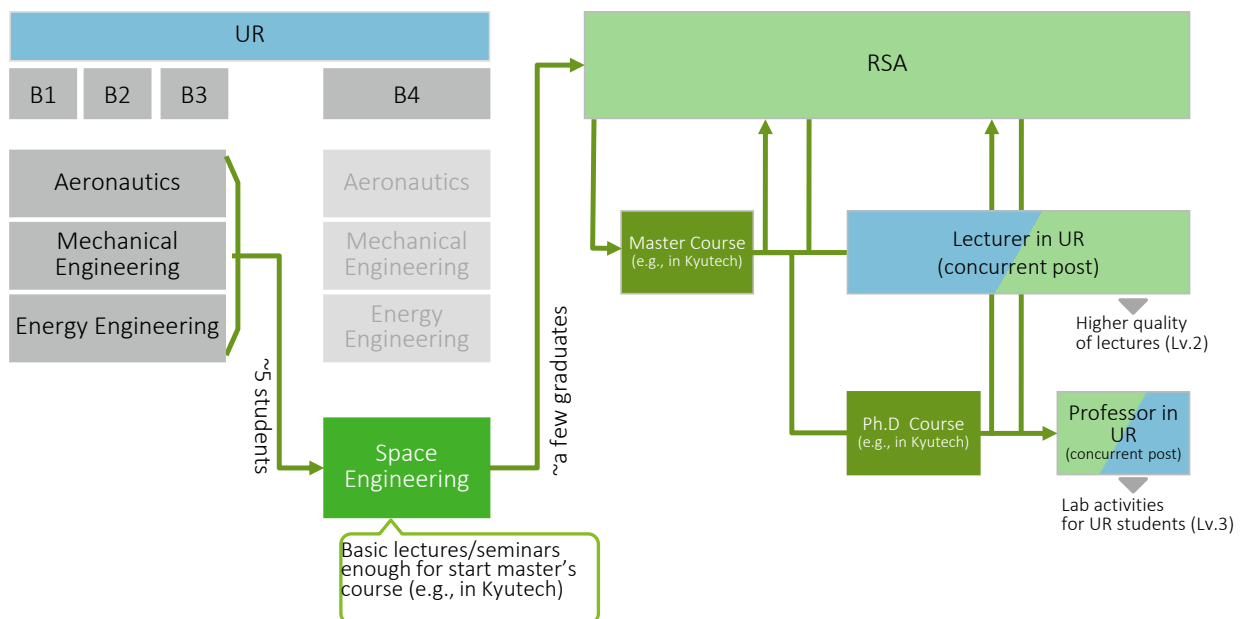 UR
B1
B2
B3
B4
Aeronautics
Mechanical
Engineering
Energy Engineering
Aeronautics
Mechanical
Engineering
Energy
Engineering
~5 students
Space
Engineering
Basic lectures/seminars
enough for start master’s
course (e.g., in Kyutech)
~a few graduates
RSA
Master Course
(e.g., in Kyutech)
Lecturer in UR
(concurrent post)
Higher quality
of lectures (Lv.2)
Ph.D  Course
(e.g., in Kyutech)
Professor in
UR
(concurrent post)
Lab activities
for UR students (Lv.3)